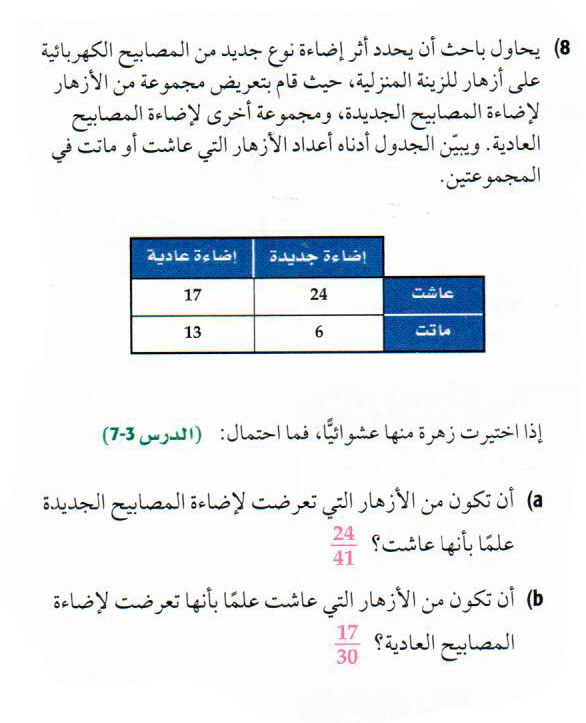 8) يحاول باحث أن يحدد أثر إضاءة نوع جديد من المصابيح الكهربائية
على أزهار للزينة المنزلية، حيث قام بتعريض مجموعة من الأزهار
لإضاءة المصابيح الجديدة، ومجموعة أخرى لإضاءة المصابيح
العادية. ويبيّن الجدول أدناه أعداد الأزهار التي عاشت أو ماتت في
المجموعتين.
إضاءة جديدة إضاءة عادية
عاشت 24 17
ماتت 6 13
إذا اختيرت زهرة منها عشوائيًّا، فما احتمال: (الدرس 3-7)
a) أن تكون من الأزهار التي تعرضت لإضاءة المصابيح الجديدة
علمًا بأنها عاشت؟ 24/41
b) أن تكون من الأزهار التي عاشت علمًا بأنها تعرضت لإضاءة
المصابيح العادية؟ 17/30